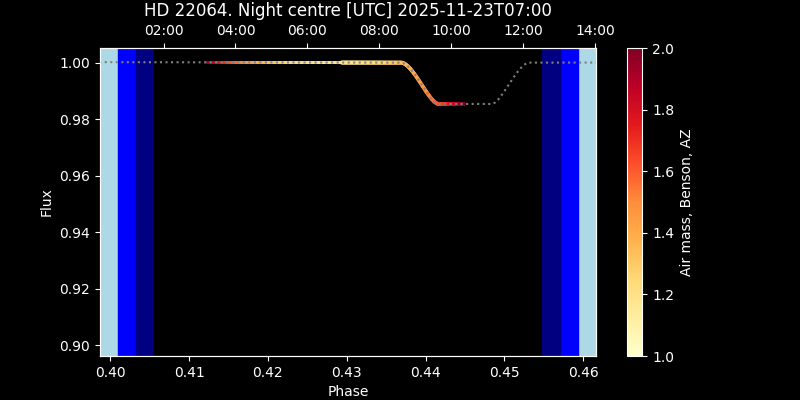 HD 22064. Night centre [UTC] 2025-11-23T07:00
02:00 04:00 06:00 08:00 10:00 12:00 14:00
1.00
0.98
0.96
0.94
0.92
0.90
Flux
0.40 0.41 0.42 0.43 0.44 0.45 0.46
Phase
2.0
1.8
1.6
1.4
1.2
1.0
Air mass, Benson, AZ